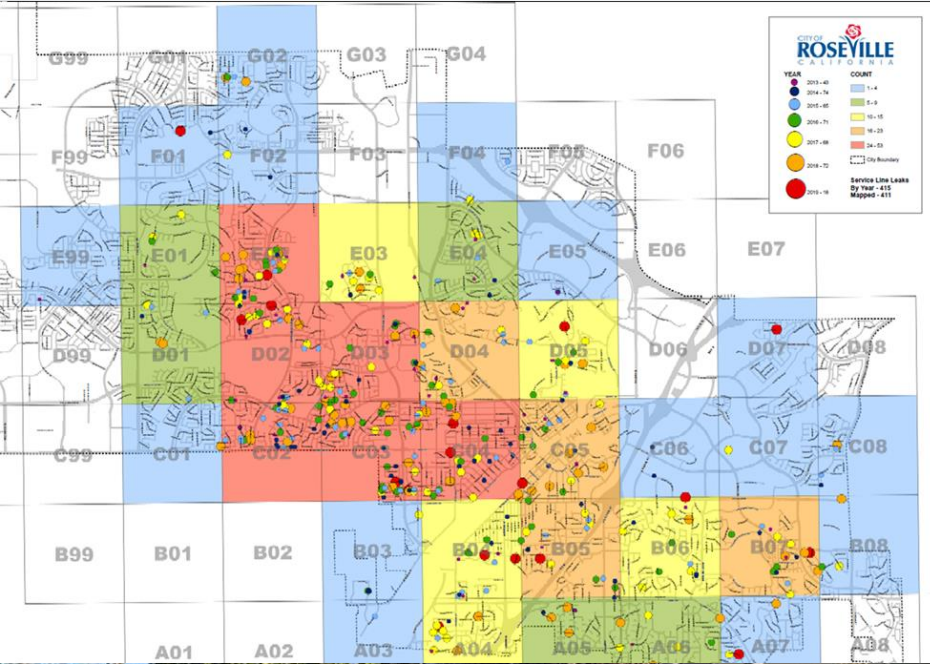 G99 G01 G02 G03 G04
CITY OF
ROSEVILLE
CALIFORNIA
YEAR COUNT
2013 - 40 1 - 4
2014 - 74
2015 - 65 5 - 9
2016 - 71 10 - 15
2017 - 16 - 23
2018 - 72 24 - 53
City Boundary
2019 -
Service Line Leaks
By Year - 415
Mapped - 411
F99 F01 F02 F03 F04 F05 F06
E99 E01 E03 E04 E05 E06 E07
D99 D01 D02 D03 D04 D05 D06 D07 D08
C99 C01 C02 C03 C04 C05 C06 C07 C08
B99 B01 B02 B03 B04 B05 B06 B07 B08
A01 A02 A03 A04 A05 A06 A07 A08